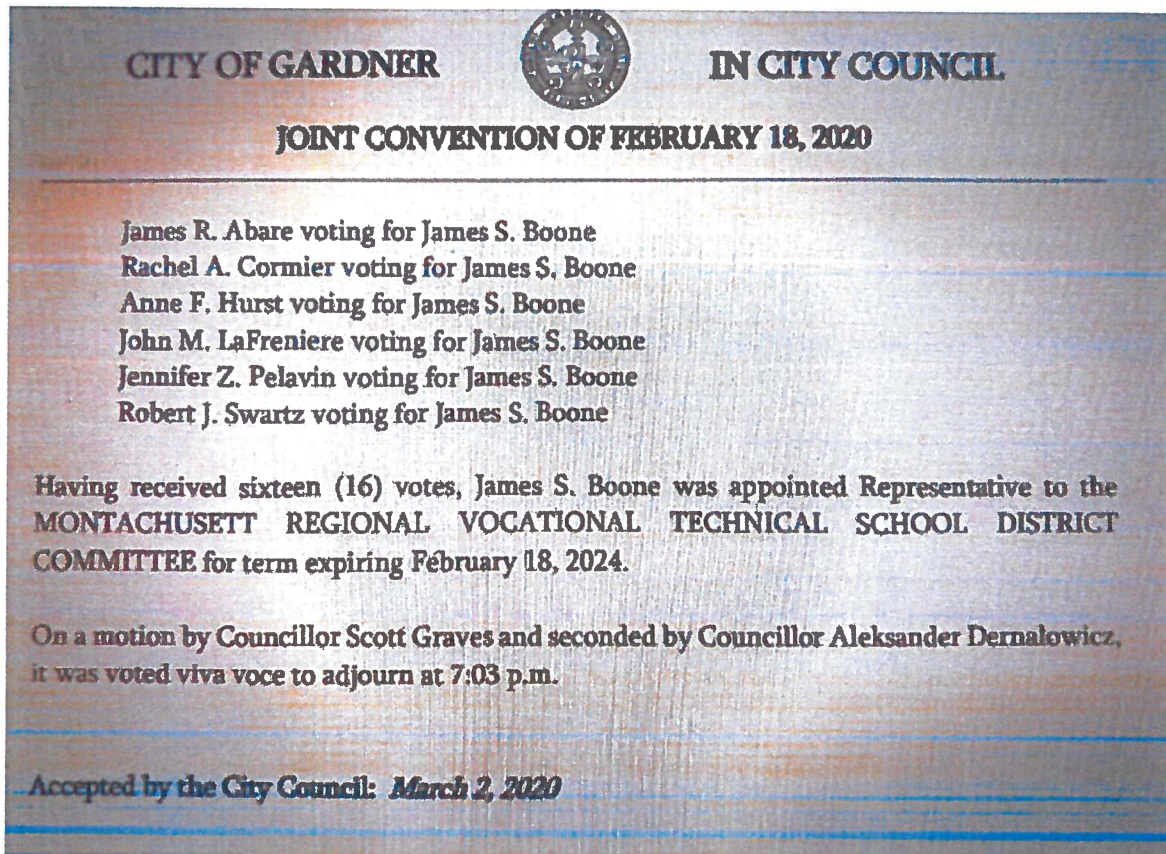 CITY OF GARDNER IN CITY COUNCIL
JOINT CONVENTION OF FEBRUARY 18, 2020
James R. Abare voting for James S. Boone
Rachel A. Cormier voting for James S. Boone
Anne F. Hurst voting for James S. Boone
John M. LaFreniere voting for James S. Boone
Jennifer Z. Pelavin voting for James S. Boone
Robert J. Swartz voting for James S. Boone
Having received sixteen (16) votes, James S. Boone was appointed Representative to the
MONTACHUSETT REGIONAL VOCATIONAL TECHNICAL SCHOOL DISTRICT
COMMITTEE for term expiring February 18, 2024.
On a motion by Councillor Scott Graves and seconded by Councillor Aleksander Dernalowicz,
it was voted viva voce to adjourn at 7:03 p.m.
Accepted by the City Council: March 2, 2020